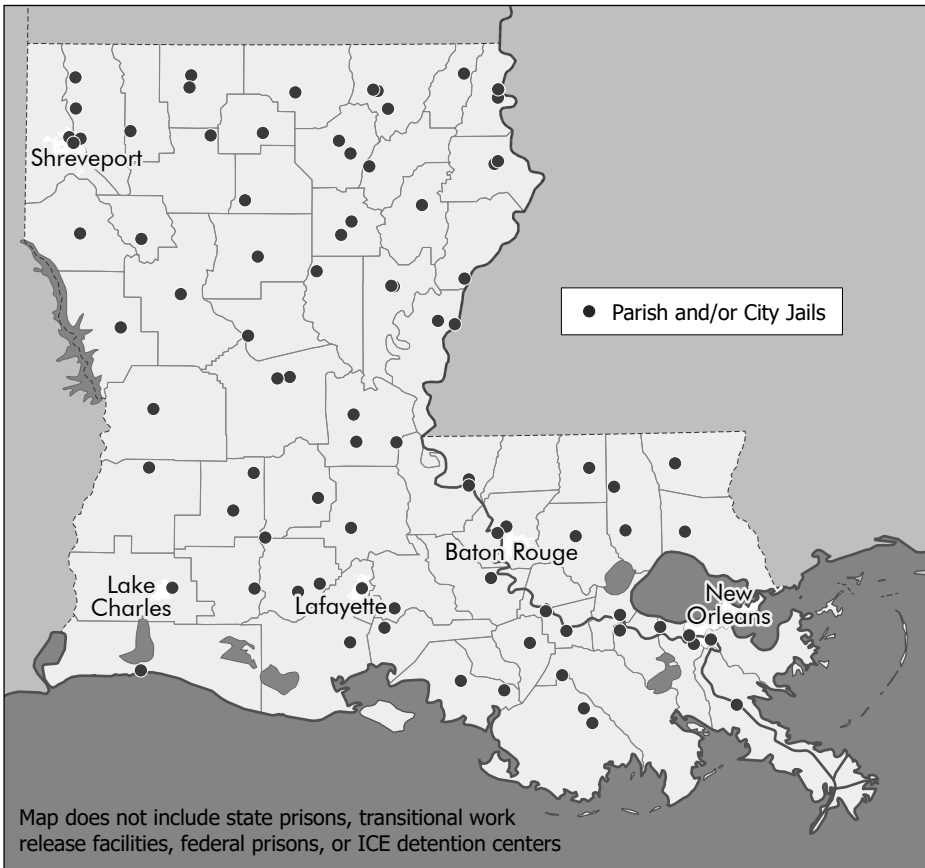 Shreveport
Parish and/or City Jails
Baton Rouge
Lake
Charles
Lafayette
New
Orleans
Map does not include state prisons, transitional work
release facilities, federal prisons, or ICE detention centers